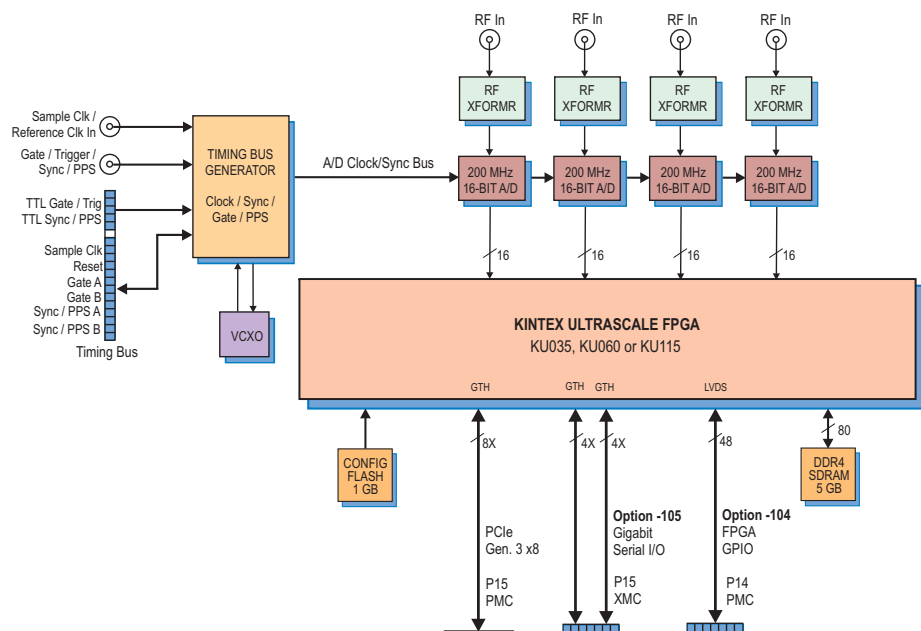 RF In
RF In
RF In
RF In
RF
XFORMR
RF
XFORMR
RF
XFORMR
RF
XFORMR
Sample Clk /
Reference Clk In
Gate / Trigger /
Sync / PPS
TTL Gate / Trig
TTL Sync / PPS
Sample Clk
Reset
Gate A
Gate B
Sync / PPS A
Sync / PPS B
Timing Bus
TIMING BUS
GENERATOR
Clock / Sync /
Gate / PPS
VCXO
A/D Clock/Sync Bus
200 MHz
16-BIT A/D
200 MHz
16-BIT A/D
200 MHz
16-BIT A/D
200 MHz
16-BIT A/D
16
16
16
16
KINTEX ULTRASCALE FPGA
KU035, KU060 or KU115
GTH
GTH
GTH
LVDS
8X
4X
4X
48
80
CONFIG
FLASH
1 GB
DDR4
SDRAM
5 GB
PCIe
Gen. 3 x8
P15
PMC
Option -105
Gigabit
Serial I/O
P15
XMC
Option -104
FPGA
GPIO
P14
PMC